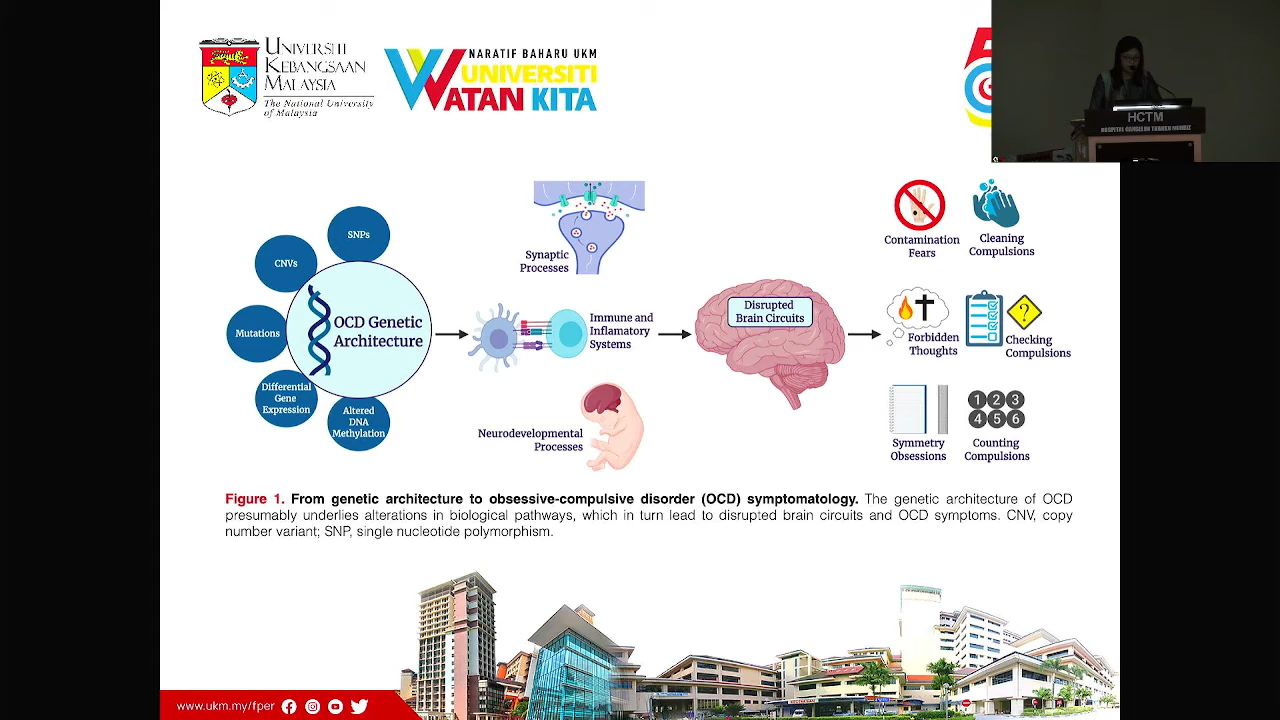 UNIVERSITI
KEBANGSAAN
MALAYSIA
The National University
of Malaysia
NARATIF BAHARU UKM
UNIVERSITI
WATAN KITA
HCTM
HOSPITAL CANSELOR TUANKU MUHRIZ
SNPs
CNVs
Mutations
Differential
Gene
Expression
Altered
DNA
Methylation
OCD Genetic
Architecture
Synaptic
Processes
Immune and
Inflamatory
Systems
Neurodevelopmental
Processes
Disrupted
Brain Circuits
Contamination
Fears
Cleaning
Compulsions
Forbidden
Thoughts
?
Checking
Compulsions
Symmetry
Obsessions
1 2 3
4 5 6
Counting
Compulsions
Figure 1. From genetic architecture to obsessive-compulsive disorder (OCD) symptomatology. The genetic architecture of OCD
presumably underlies alterations in biological pathways, which in turn lead to disrupted brain circuits and OCD symptoms. CNV, copy
number variant; SNP, single nucleotide polymorphism.
www.ukm.my/fper